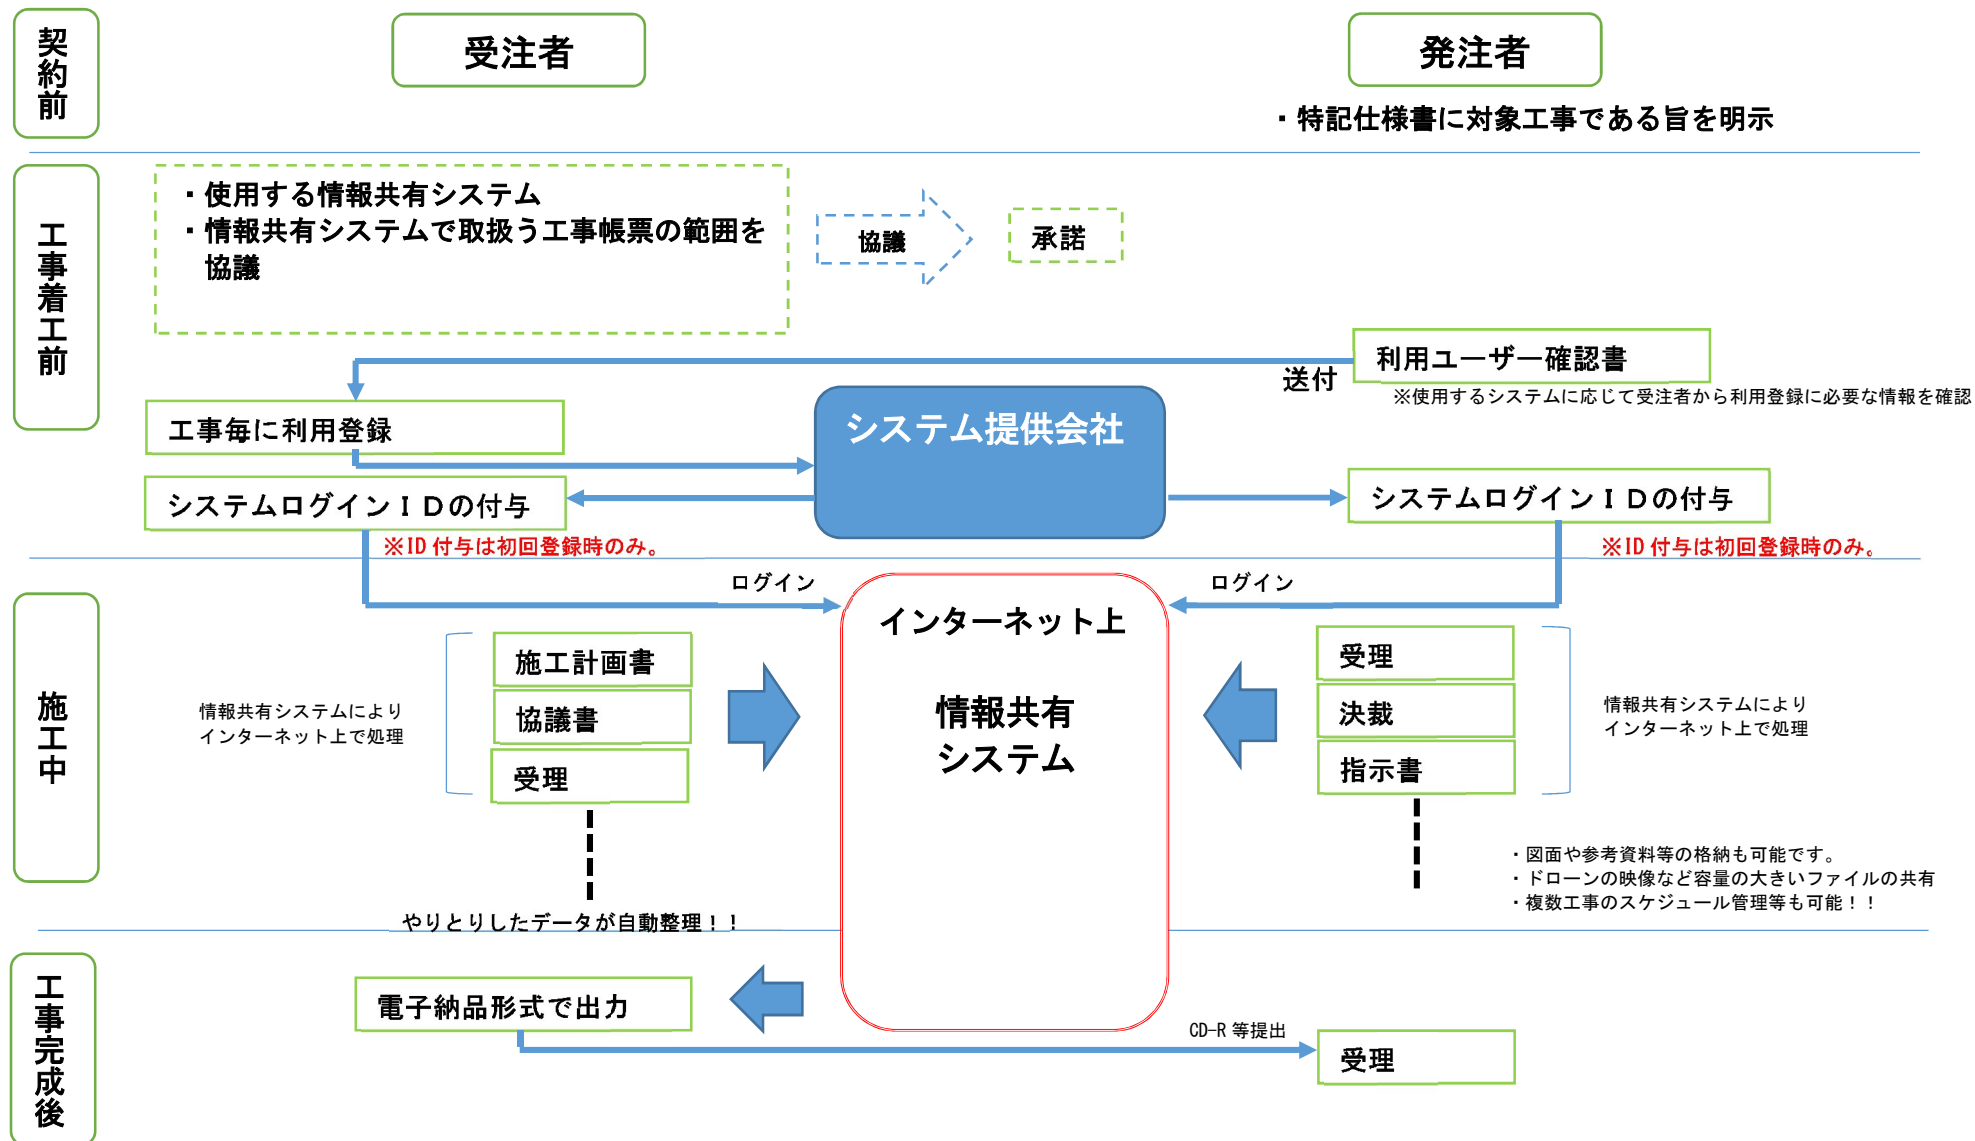 契約前
受注者
発注者
・特記仕様書に対象工事である旨を明示
工事着工前
・使用する情報共有システム
・情報共有システムで取扱う工事帳票の範囲を
協議
協議
承諾
利用ユーザー確認書
送付
※使用するシステムに応じて受注者から利用登録に必要な情報を確認
工事毎に利用登録
システム提供会社
システムログインＩＤの付与
システムログインＩＤの付与
※ID 付与は初回登録時のみ。
※ID 付与は初回登録時のみ。
施工中
ログイン
ログイン
インターネット上
情報共有
システム
施工計画書
協議書
受理
情報共有システムにより
インターネット上で処理
受理
決裁
指示書
情報共有システムにより
インターネット上で処理
・図面や参考資料等の格納も可能です。
・ドローンの映像など容量の大きいファイルの共有
・複数工事のスケジュール管理等も可能！！
やりとりしたデータが自動整理！！
工事完成後
電子納品形式で出力
CD-R 等提出
受理